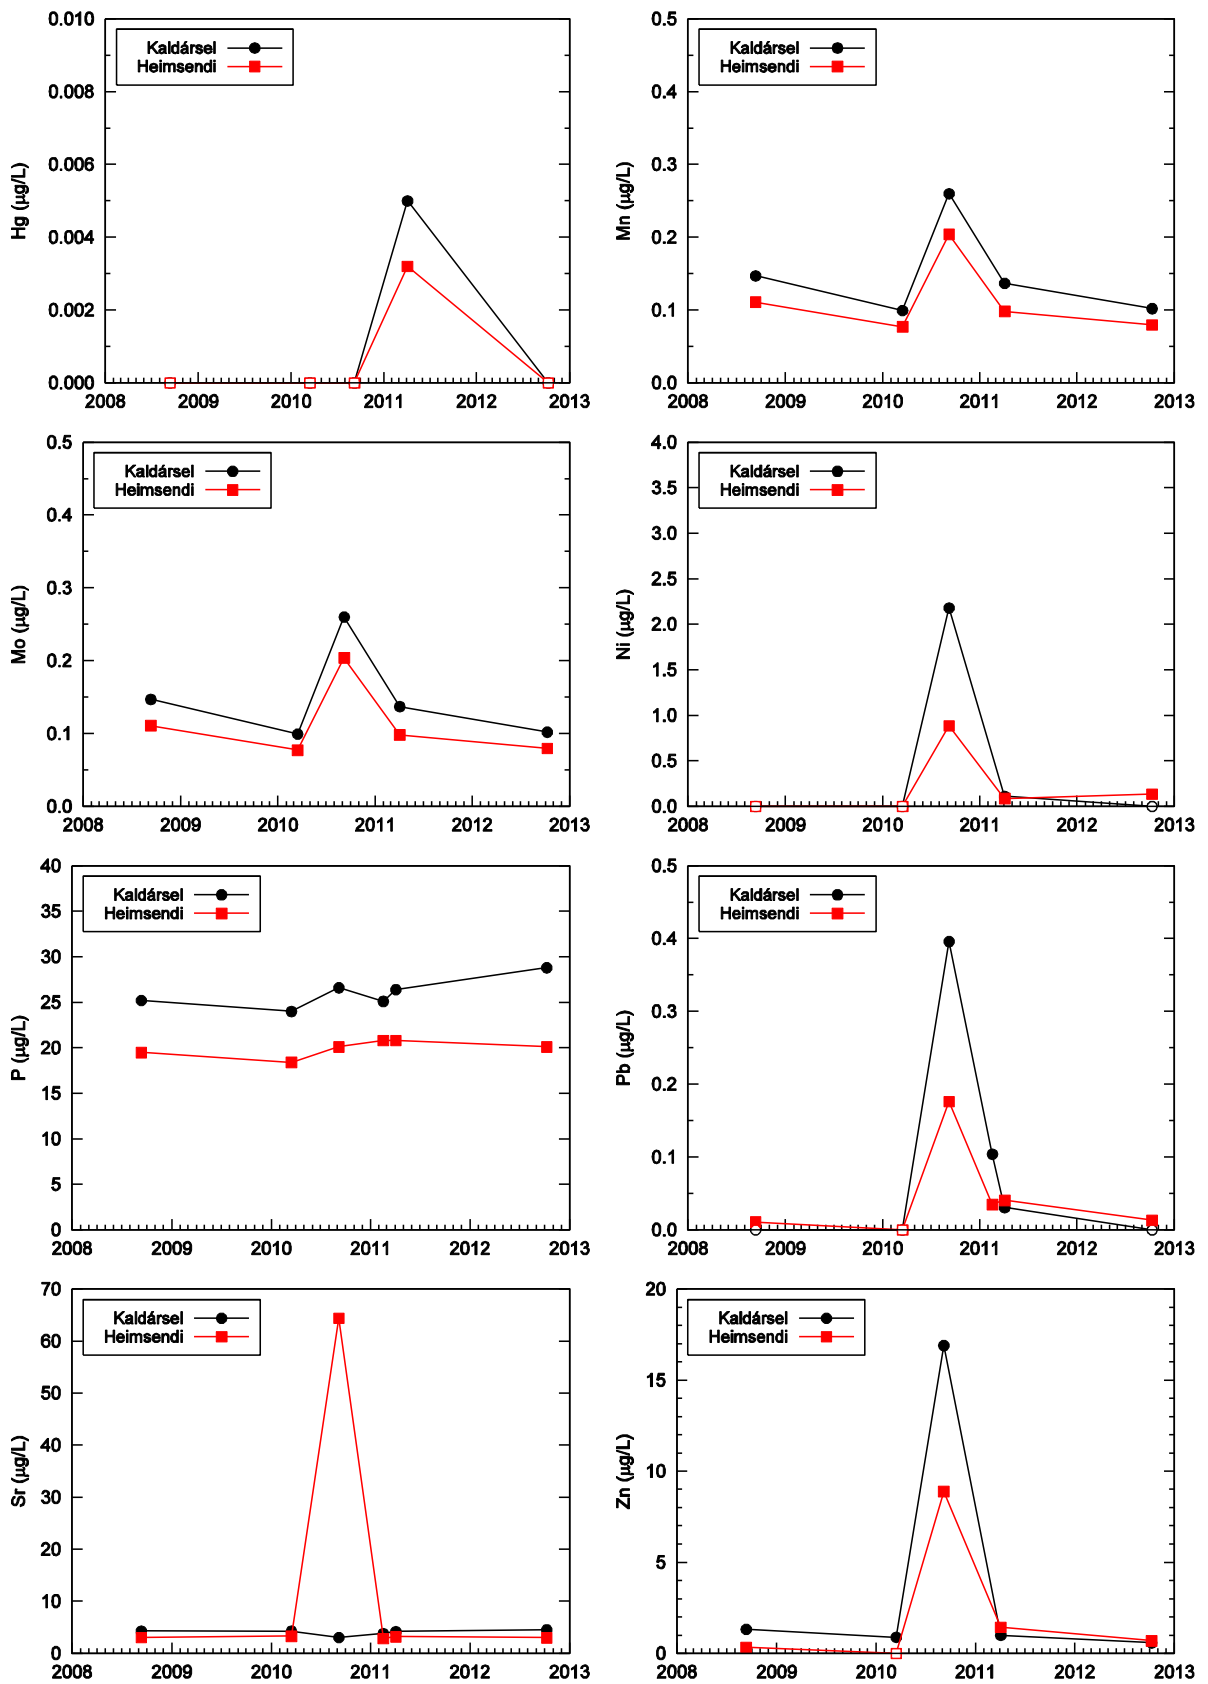 0.010
0.008
0.006
0.004
0.002
0.000
Hg (µg/L)
Kaldársel
Heimsendi
2008 2009 2010 2011 2012 2013
0.5
0.4
0.3
0.2
0.1
0.0
Mn (µg/L)
Kaldársel
Heimsendi
2008 2009 2010 2011 2012 2013
0.5
0.4
0.3
0.2
0.1
0.0
Mo (µg/L)
Kaldársel
Heimsendi
2008 2009 2010 2011 2012 2013
4.0
3.5
3.0
2.5
2.0
1.5
1.0
0.5
0.0
Ni (µg/L)
Kaldársel
Heimsendi
2008 2009 2010 2011 2012 2013
40
35
30
25
20
15
10
5
0
P (µg/L)
Kaldársel
Heimsendi
2008 2009 2010 2011 2012 2013
0.5
0.4
0.3
0.2
0.1
0.0
Pb (µg/L)
Kaldársel
Heimsendi
2008 2009 2010 2011 2012 2013
70
60
50
40
30
20
10
0
Sr (µg/L)
Kaldársel
Heimsendi
2008 2009 2010 2011 2012 2013
20
15
10
5
0
Zn (µg/L)
Kaldársel
Heimsendi
2008 2009 2010 2011 2012 2013